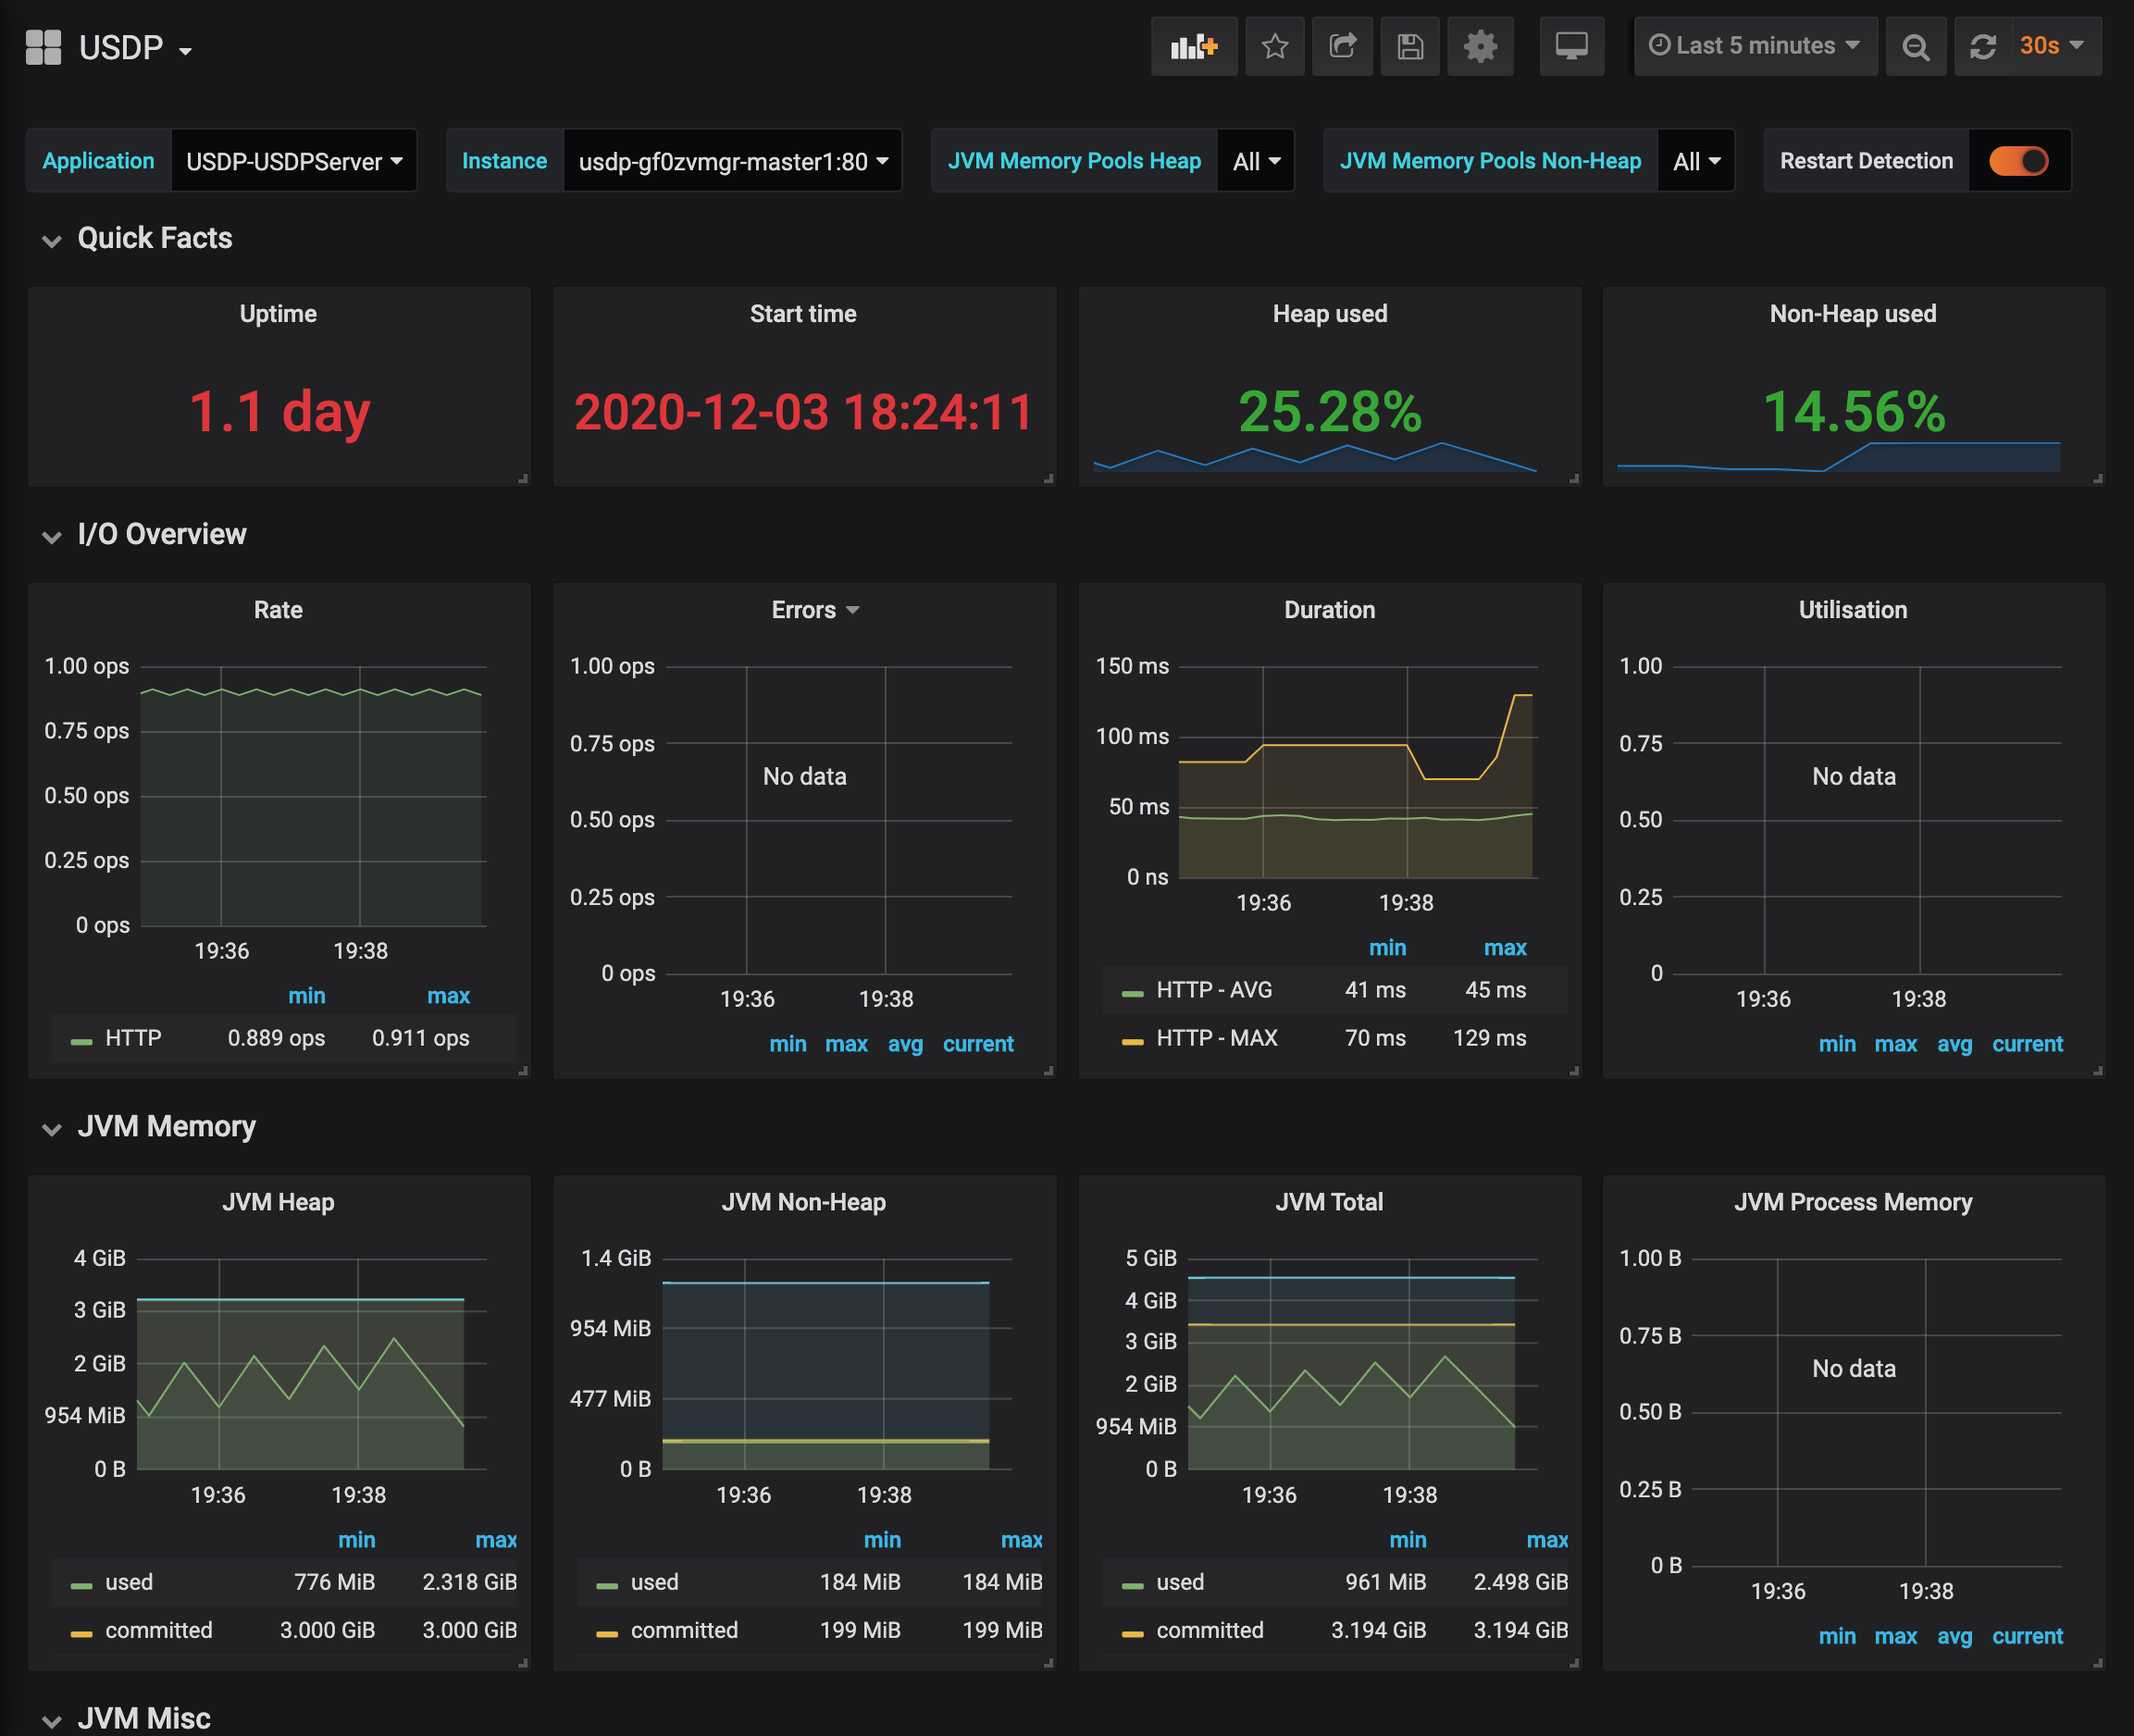 USDP
Last 5 minutes
30s
Application USDP-USDPServer
Instance usdp-gf0zvmgr-master1:80
JVM Memory Pools Heap All
JVM Memory Pools Non-Heap All
Restart Detection
Quick Facts
Uptime
1.1 day
Start time
2020-12-03 18:24:11
Heap used
25.28%
Non-Heap used
14.56%
I/O Overview
Rate
1.00 ops
0.75 ops
0.50 ops
0.25 ops
0 ops
19:36 19:38
min max
HTTP 0.889 ops 0.911 ops
Errors
1.00 ops
0.75 ops
No data
0.50 ops
0.25 ops
0 ops
19:36 19:38
min max avg current
Duration
150 ms
100 ms
50 ms
0 ns
19:36 19:38
min max
HTTP - AVG 41 ms 45 ms
HTTP - MAX 70 ms 129 ms
Utilisation
1.00
0.75
No data
0.50
0.25
0
19:36 19:38
min max avg current
JVM Memory
JVM Heap
4 GiB
3 GiB
2 GiB
954 MiB
0 B
19:36 19:38
min max
used 776 MiB 2.318 GiB
committed 3.000 GiB 3.000 GiB
JVM Non-Heap
1.4 GiB
954 MiB
477 MiB
0 B
19:36 19:38
min max
used 184 MiB 184 MiB
committed 199 MiB 199 MiB
JVM Total
5 GiB
4 GiB
3 GiB
2 GiB
954 MiB
0 B
19:36 19:38
min max
used 961 MiB 2.498 GiB
committed 3.194 GiB 3.194 GiB
JVM Process Memory
1.00 B
0.75 B
No data
0.50 B
0.25 B
0 B
19:36 19:38
min max avg current
JVM Misc